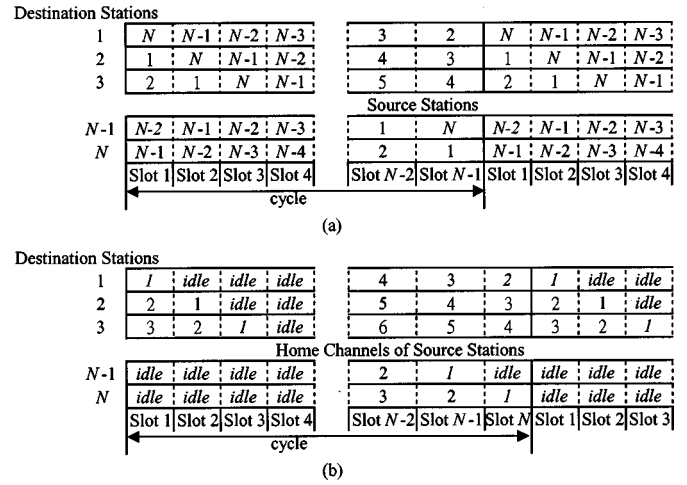 Destination Stations
1 N N-1 N-2 N-3 3 2 N N-1 N-2 N-3
2 1 N N-1 N-2 4 3 1 N N-1 N-2
3 2 1 N N-1 5 4 2 1 N N-1
Source Stations
N-1 N-2 N-1 N-2 N-3 1 N N-2 N-1 N-2 N-3
N N-1 N-2 N-3 N-4 2 1 N-1 N-2 N-3 N-4
Slot 1 Slot 2 Slot 3 Slot 4 Slot N-2 Slot N-1 Slot 1 Slot 2 Slot 3 Slot 4
cycle
(a)
Destination Stations
1 1 idle idle idle 4 3 2 1 idle idle
2 2 1 idle idle 5 4 3 2 1 idle
3 3 2 1 idle 6 5 4 3 2 1
Home Channels of Source Stations
N-1 idle idle idle idle 2 1 idle idle idle idle
N idle idle idle idle 3 2 1 idle idle idle
Slot 1 Slot 2 Slot 3 Slot 4 Slot N-2 Slot N-1 Slot N Slot 1 Slot 2 Slot 3
cycle
(b)